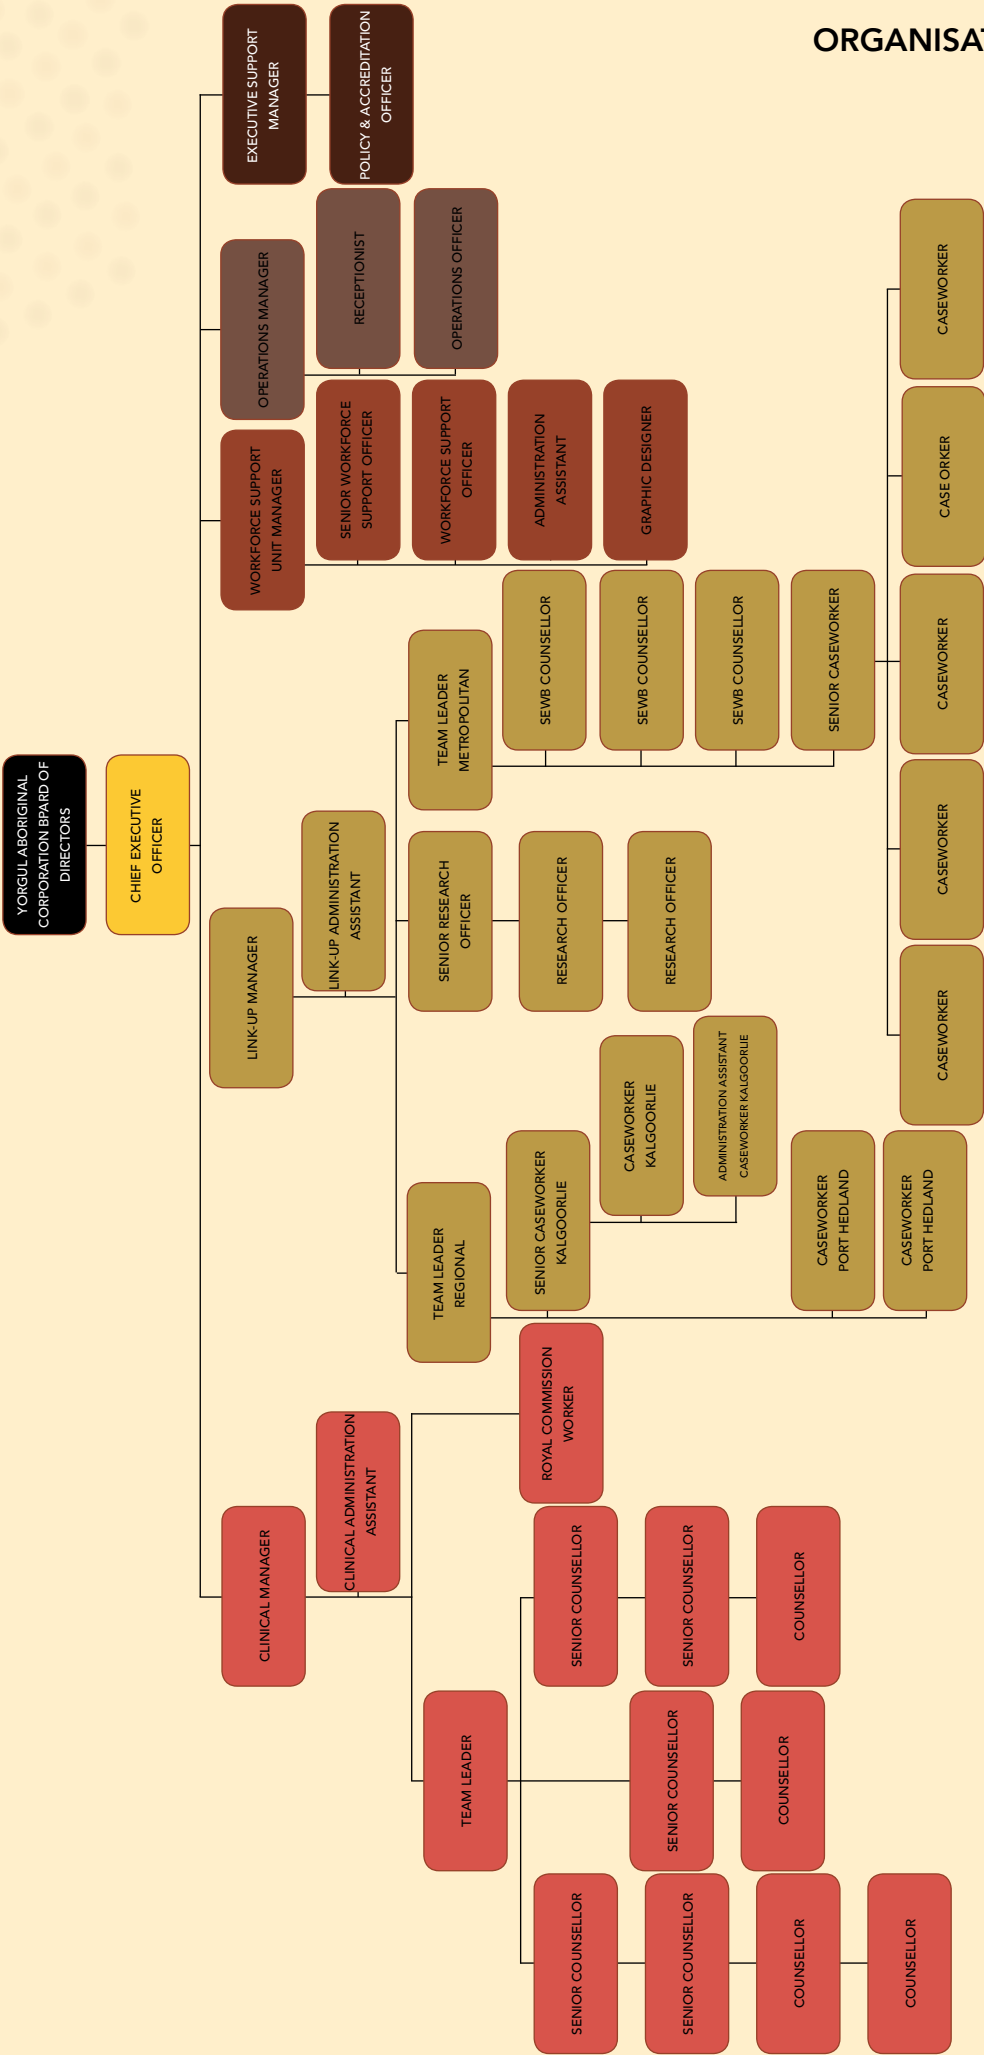 ORGANISAT
YORGUL ABORIGINAL
CORPORATION BPARD OF
DIRECTORS
CHIEF EXECUTIVE
OFFICER
CLINICAL MANAGER
CLINICAL ADMINISTRATION
ASSISTANT
TEAM LEADER
SENIOR COUNSELLOR
SENIOR COUNSELLOR
COUNSELLOR
COUNSELLOR
SENIOR COUNSELLOR
COUNSELLOR
SENIOR COUNSELLOR
SENIOR COUNSELLOR
COUNSELLOR
ROYAL COMMISSION
WORKER
LINK-UP MANAGER
LINK-UP ADMINISTRATION
ASSISTANT
TEAM LEADER
REGIONAL
SENIOR CASEWORKER
KALGOORLIE
CASEWORKER
KALGOORLIE
ADMINISTRATION ASSISTANT
CASEWORKER KALGOORLIE
CASEWORKER
PORT HEDLAND
CASEWORKER
PORT HEDLAND
SENIOR RESEARCH
OFFICER
RESEARCH OFFICER
RESEARCH OFFICER
TEAM LEADER
METROPOLITAN
SEWB COUNSELLOR
SEWB COUNSELLOR
SEWB COUNSELLOR
SENIOR CASEWORKER
CASEWORKER
CASEWORKER
CASEWORKER
CASE ORKER
CASEWORKER
WORKFORCE SUPPORT
UNIT MANAGER
SENIOR WORKFORCE
SUPPORT OFFICER
WORKFORCE SUPPORT
OFFICER
ADMINISTRATION
ASSISTANT
GRAPHIC DESIGNER
OPERATIONS MANAGER
RECEPTIONIST
OPERATIONS OFFICER
EXECUTIVE SUPPORT
MANAGER
POLICY & ACCREDITATION
OFFICER